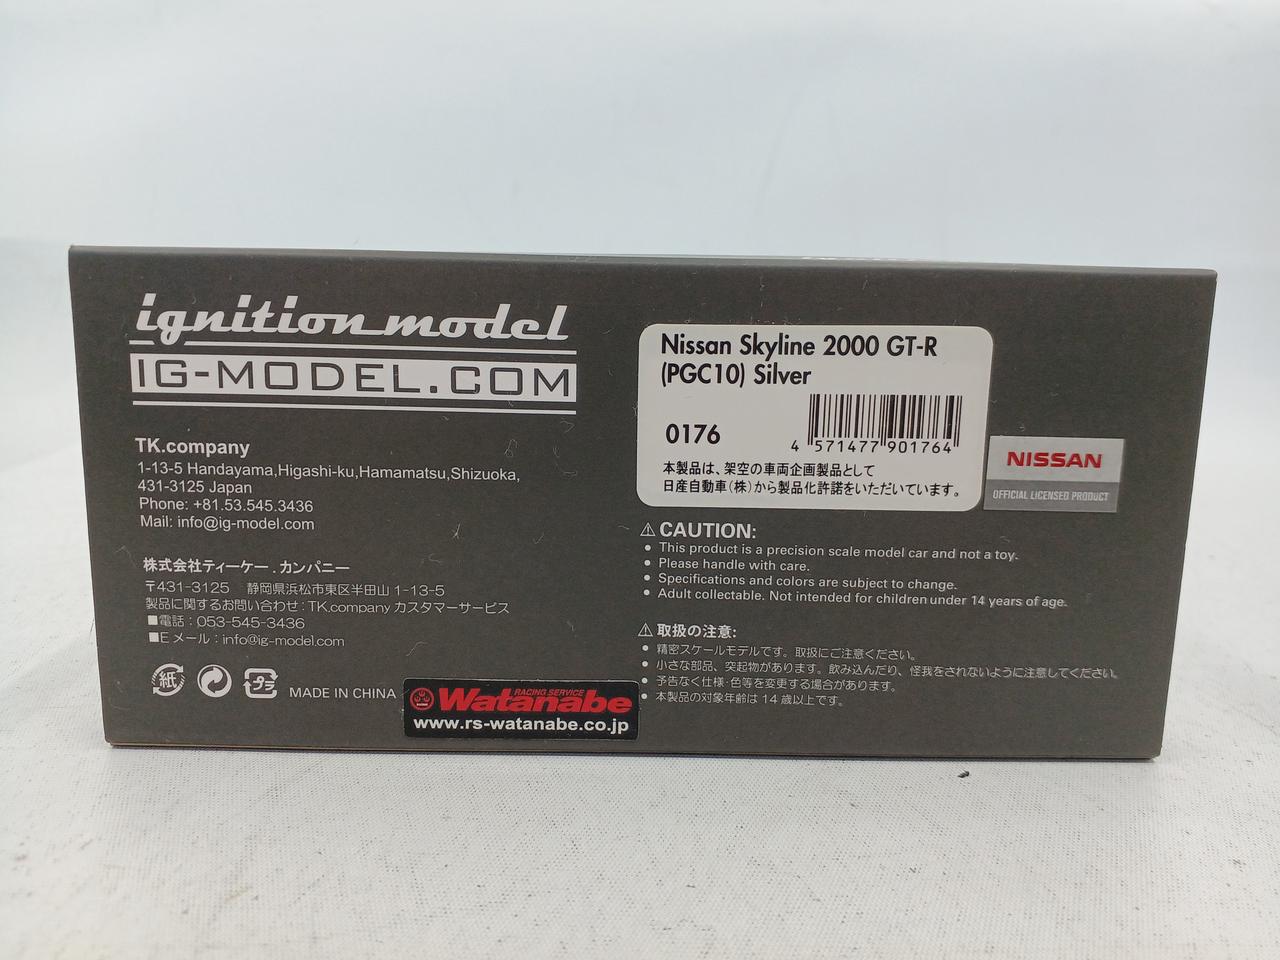 ignition model
IG-MODEL.COM
TK.company
1-13-5 Handayama,Higashi-ku,Hamamatsu,Shizuoka,
431-3125 Japan
Phone: +81.53.545.3436
Mail: info@ig-model.com
株式会社ティーケー.カンパニー
〒431-3125 静岡県浜松市東区半田山 1-13-5
製品に関するお問い合わせ:TK.company カスタマーサービス
■電話:053-545-3436
■E メール:info@ig-model.com
紙
プラ
MADE IN CHINA
RACING SERVICE
Watanabe
www.rs-watanabe.co.jp
Nissan Skyline 2000 GT-R
(PGC10) Silver
0176
4 571477 901764
本製品は、架空の車両企画製品として
日産自動車(株)から製品化許諾をいただいています。
NISSAN
OFFICIAL LICENSED PRODUCT
⚠CAUTION:
● This product is a precision scale model car and not a toy.
● Please handle with care.
● Specifications and colors are subject to change.
● Adult collectable. Not intended for children under 14 years of age.
⚠取扱の注意:
● 精密スケールモデルです。取扱にご注意ください。
● 小さな部品、突起物があります。飲み込んだり、怪我をされないように注意してください。
● 予告なく仕様・色等を変更する場合があります。
● 本製品の対象年齢は 14 歳以上です。